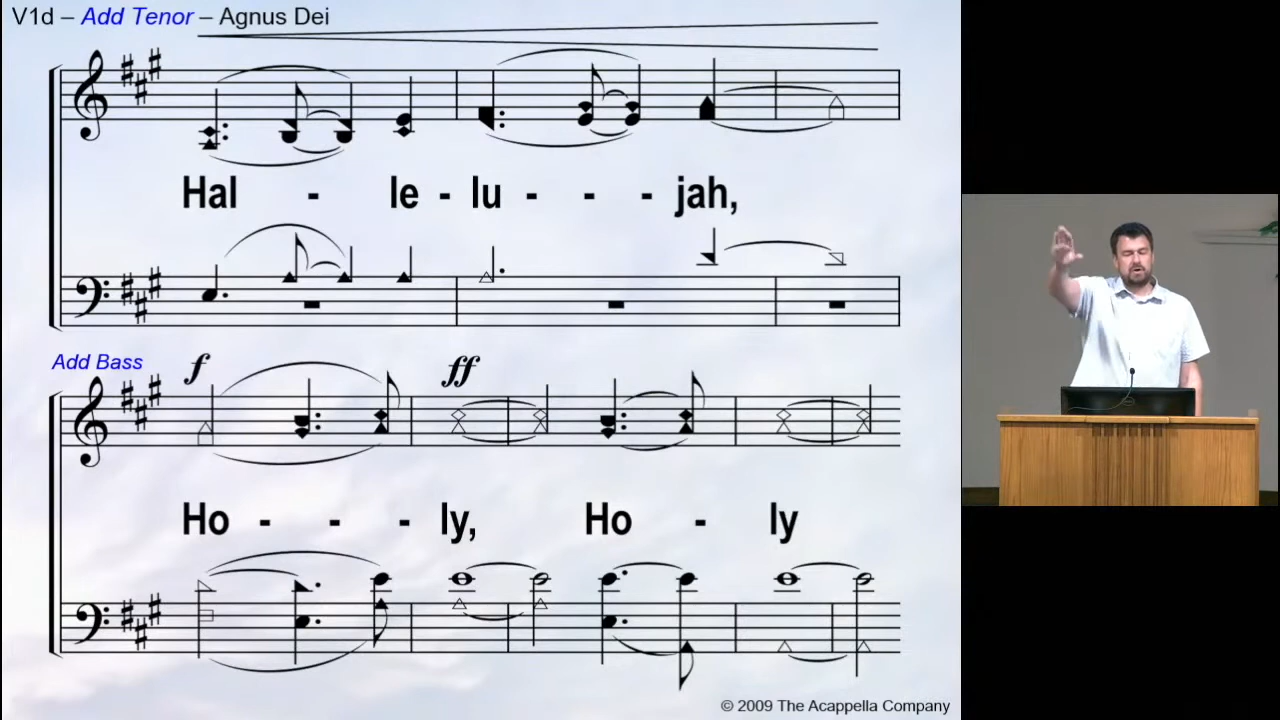 V1d – Add Tenor – Agnus Dei
Hal - le - lu - - - jah,
Add Bass f ff
Ho - - - ly, Ho - ly
© 2009 The Acappella Company